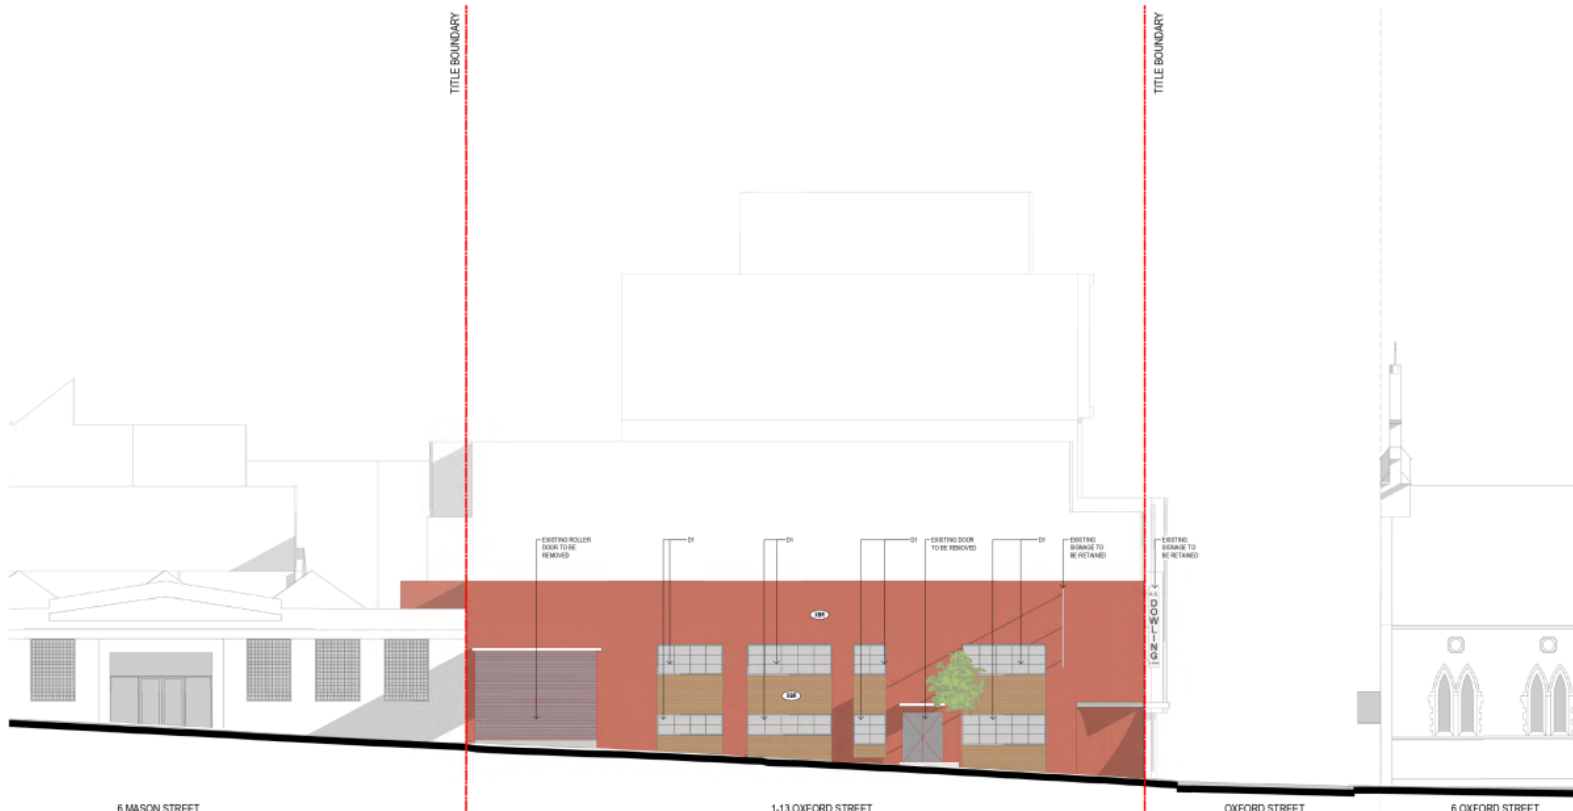 TITLE BOUNDARY
TITLE BOUNDARY
EXISTING ROLLER
DOOR TO BE
REMOVED
D1
D1
D1
EXISTING DOOR
TO BE REMOVED
D1
EXISTING
SIGNAGE TO
BE RETAINED
EXISTING
SIGNAGE TO
BE RETAINED
XBR
XBR
DOWLING
6 MASON STREET
1-13 OXFORD STREET
OXFORD STREET
6 OXFORD STREET